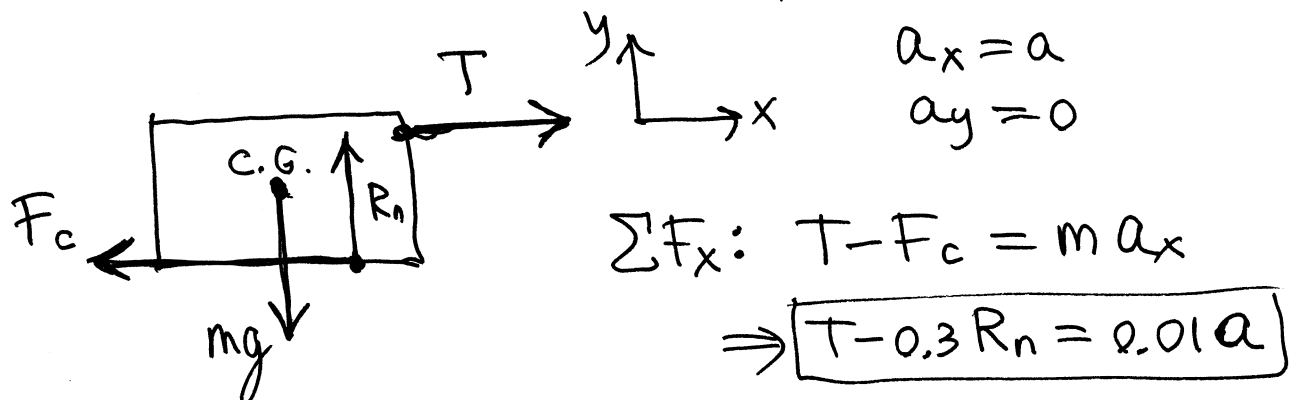 T
y
x
a_x = a
a_y = 0
C.G.
R_n
F_c
mg
ΣF_x: T - F_c = m a_x
⇒ T - 0.3 R_n = 0.01 a